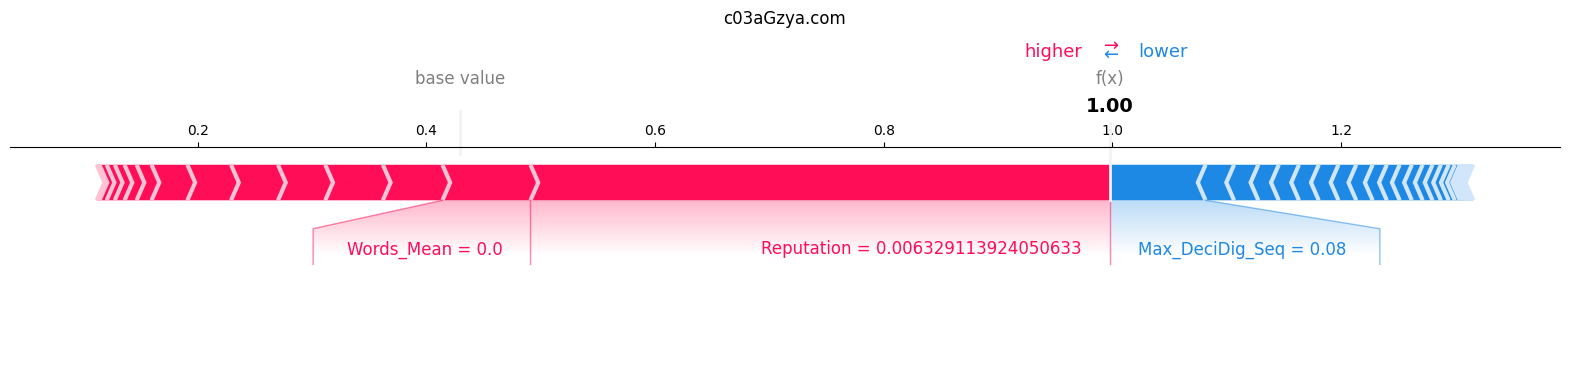 c03aGzya.com
higher ⇄ lower
base value f(x)
1.00
0.2 0.4 0.6 0.8 1.0 1.2
Words_Mean = 0.0 Reputation = 0.006329113924050633 Max_DeciDig_Seq = 0.08